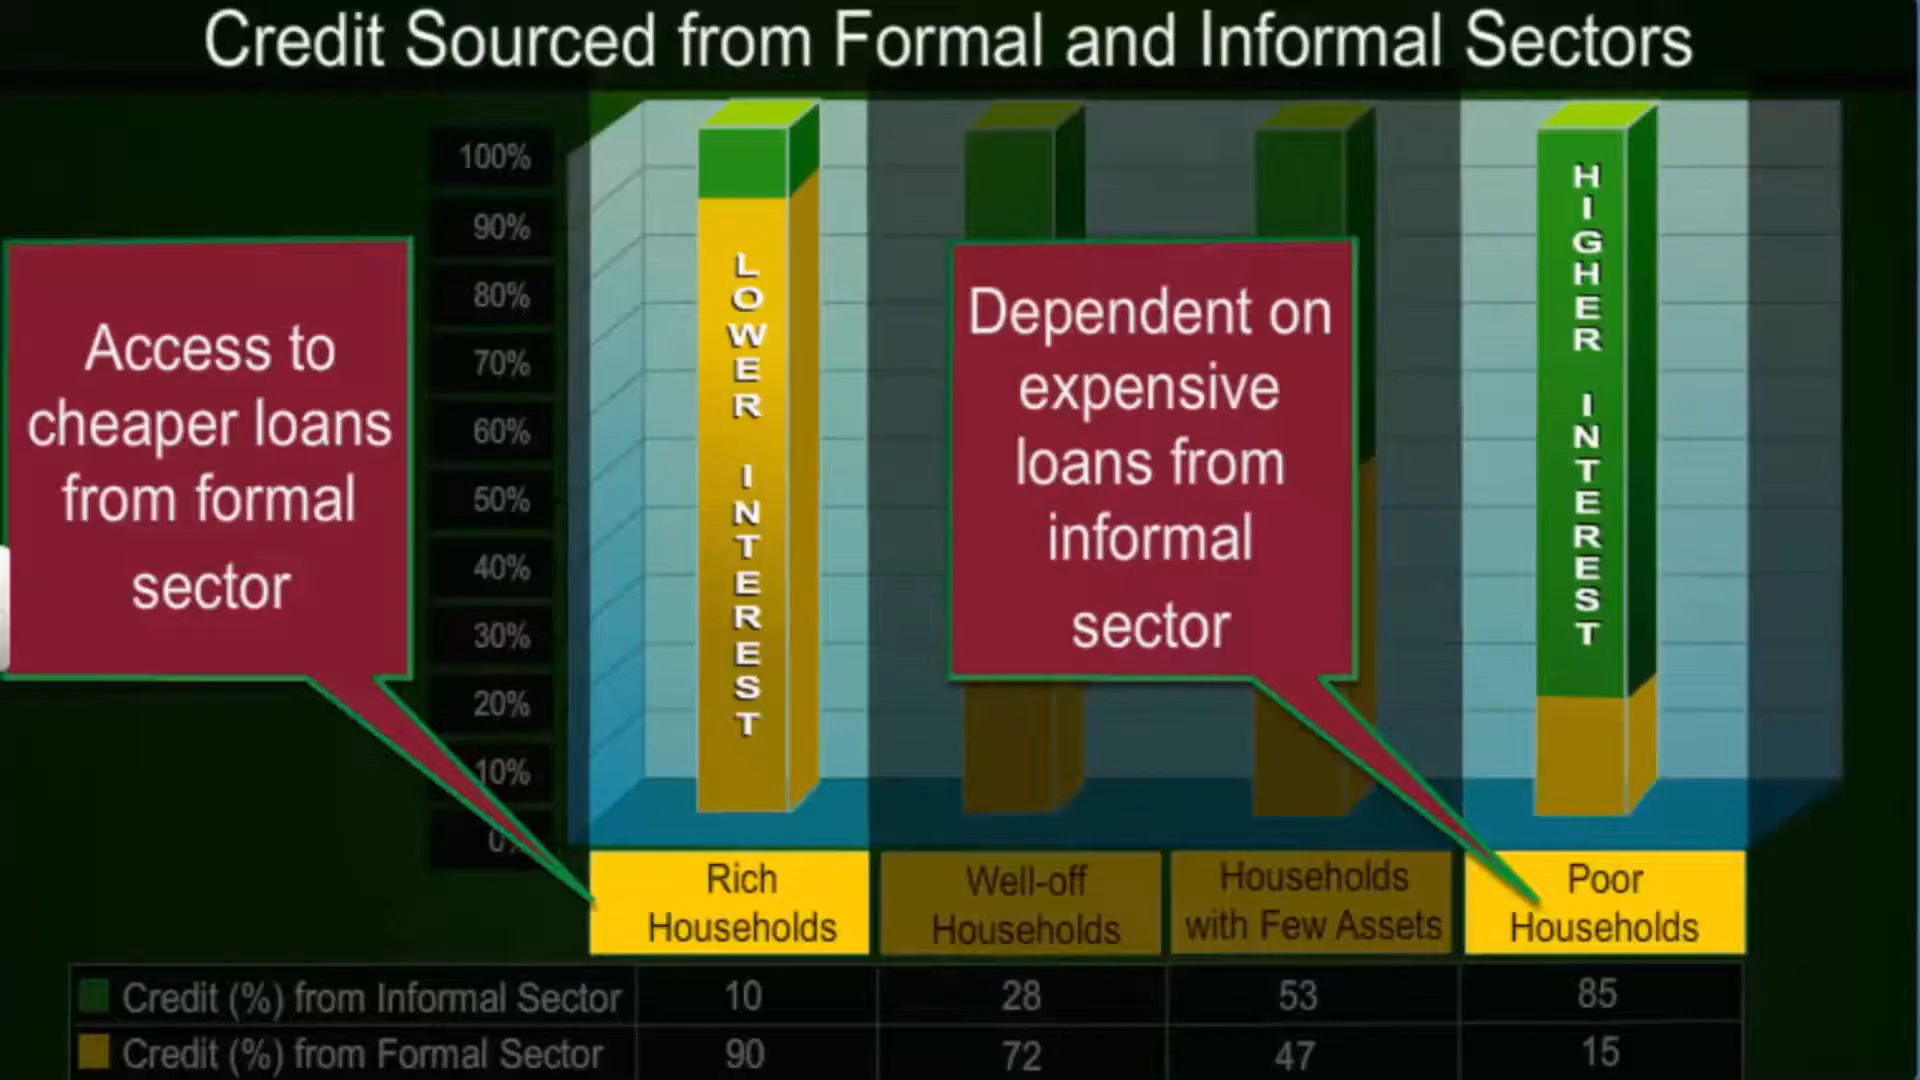 Credit Sourced from Formal and Informal Sectors
100%
90%
80%
70%
60%
50%
40%
30%
20%
10%
Access to
cheaper loans
from formal
sector
LOWER INTEREST
Dependent on
expensive
loans from
informal
sector
HIGHER INTEREST
Rich
Households
Well-off
Households
Households
with Few Assets
Poor
Households
Credit (%) from Informal Sector 10 28 53 85
Credit (%) from Formal Sector 90 72 47 15